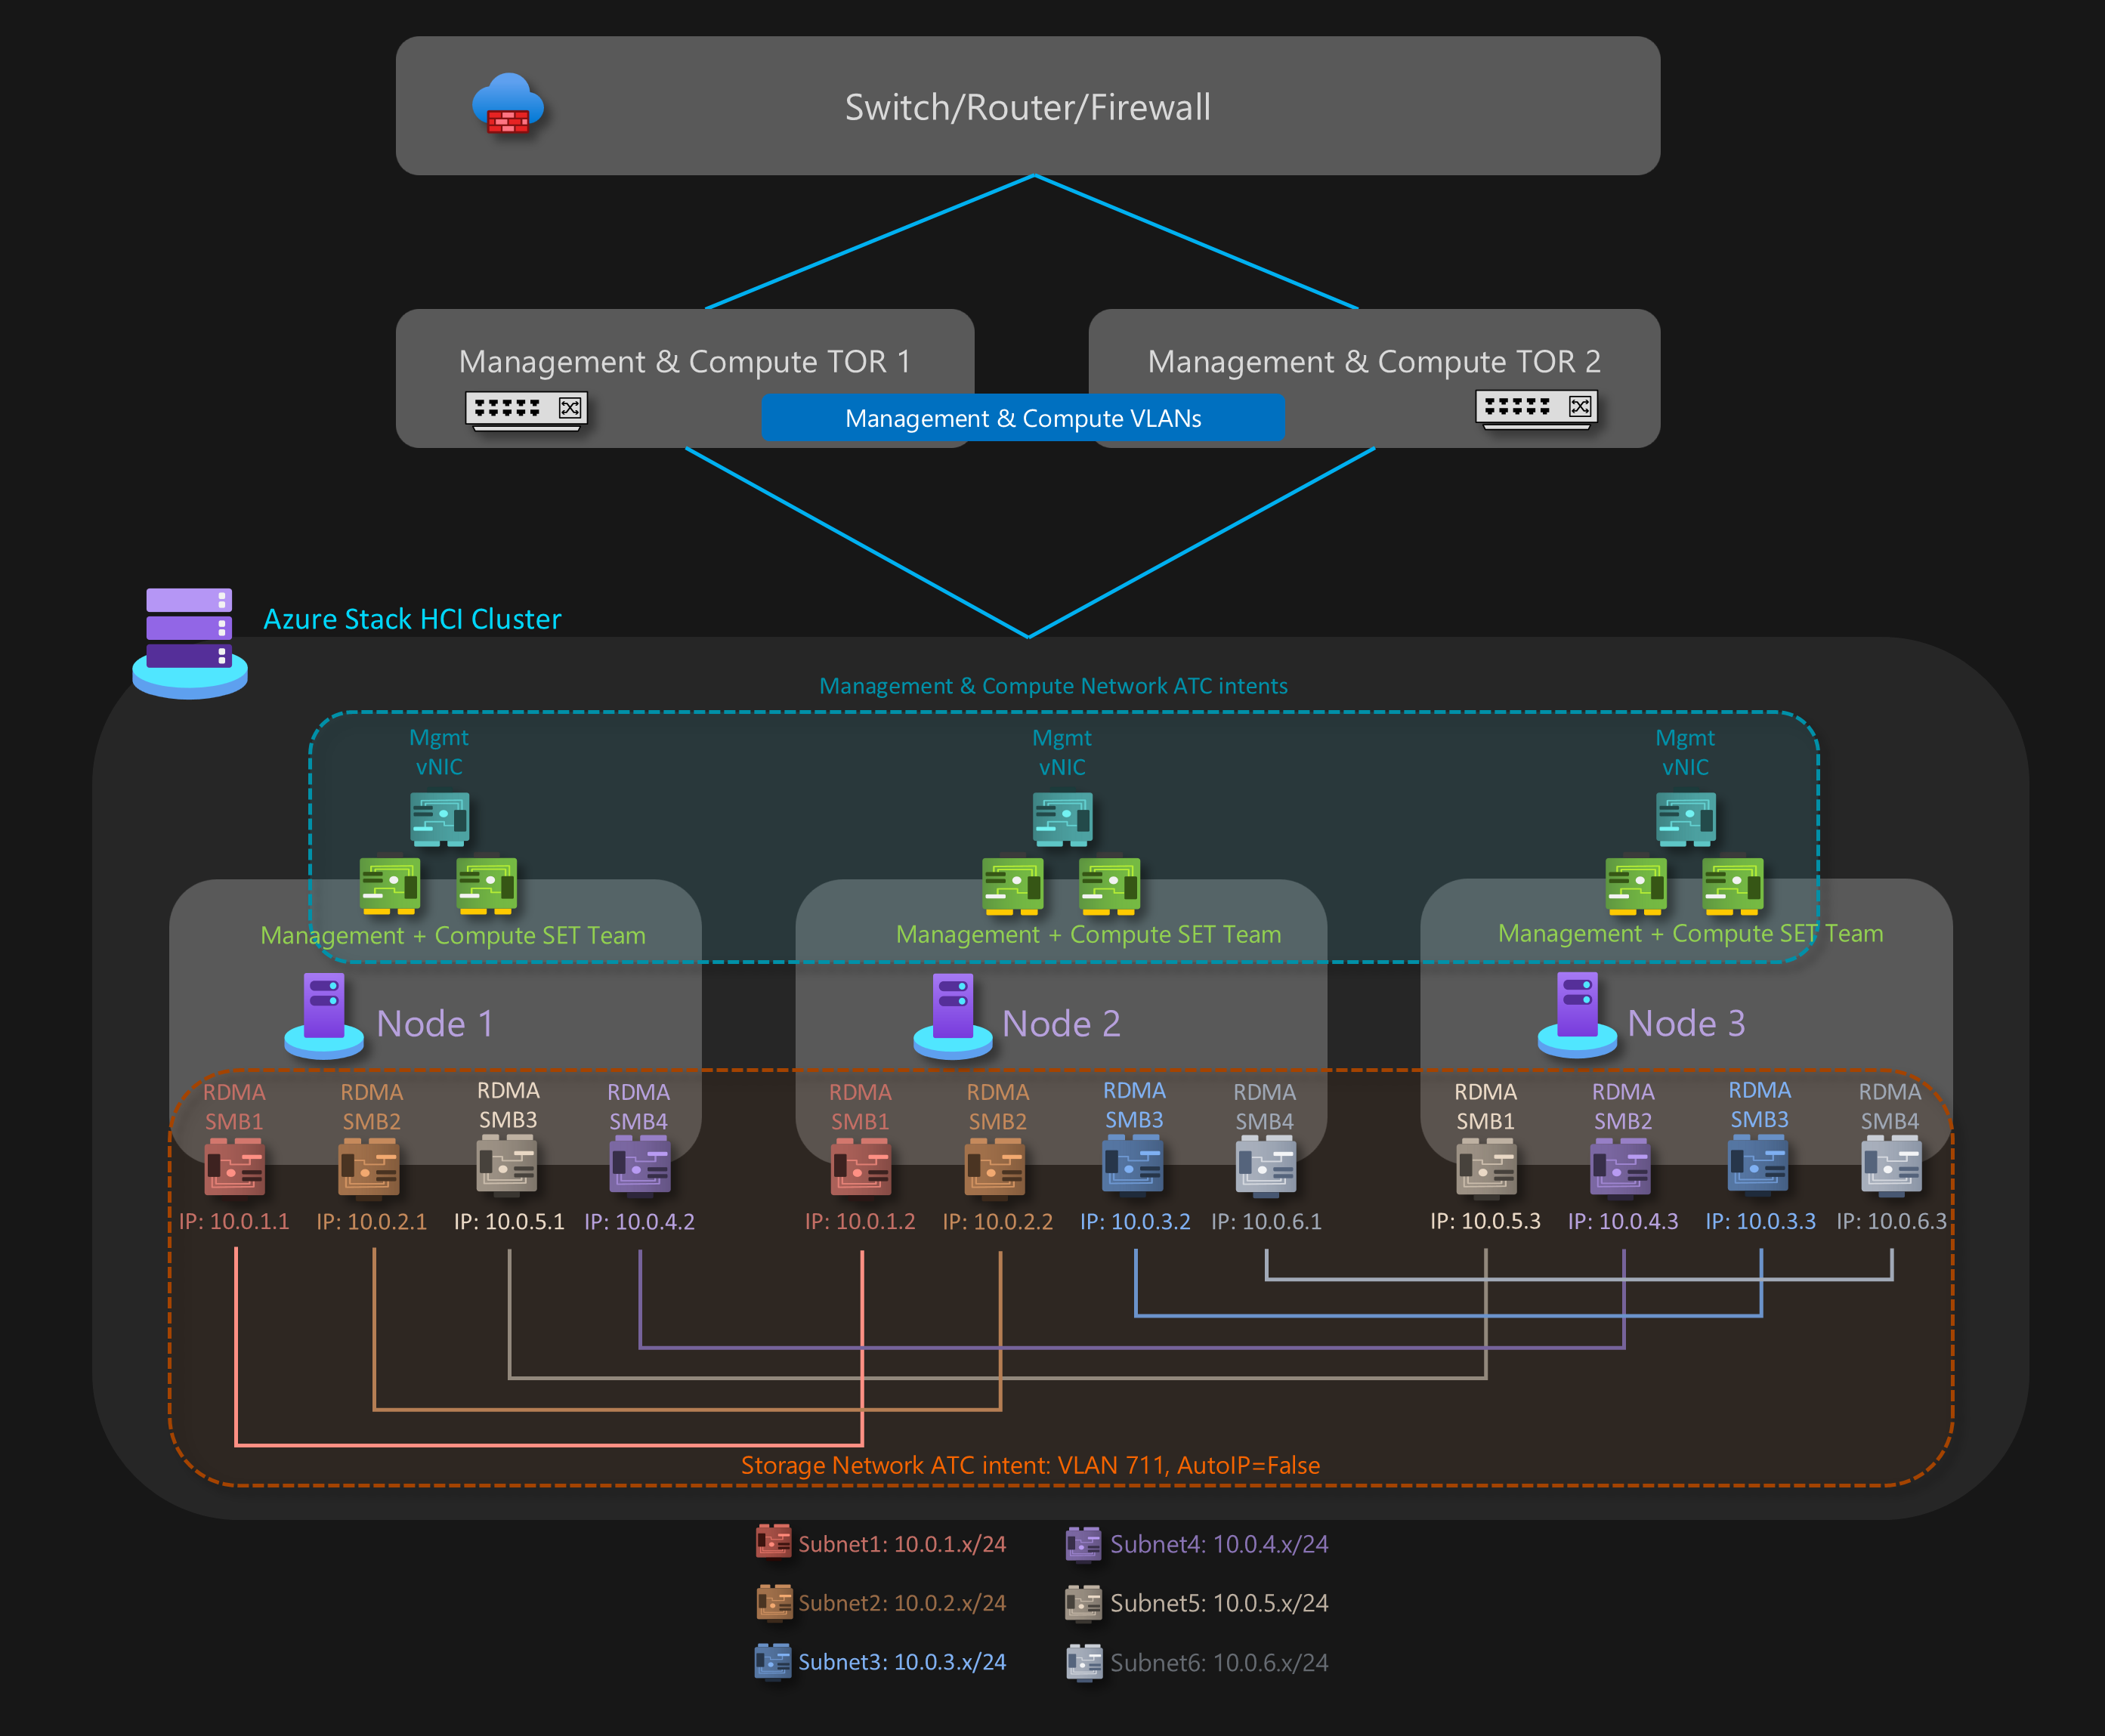 Switch/Router/Firewall
Management & Compute TOR 1
Management & Compute TOR 2
Management & Compute VLANs
Azure Stack HCI Cluster
Management & Compute Network ATC intents
Mgmt
vNIC
Mgmt
vNIC
Mgmt
vNIC
Management + Compute SET Team
Management + Compute SET Team
Management + Compute SET Team
Node 1
Node 2
Node 3
RDMA
SMB1
RDMA
SMB2
RDMA
SMB3
RDMA
SMB4
RDMA
SMB1
RDMA
SMB2
RDMA
SMB3
RDMA
SMB4
RDMA
SMB1
RDMA
SMB2
RDMA
SMB3
RDMA
SMB4
IP: 10.0.1.1
IP: 10.0.2.1
IP: 10.0.5.1
IP: 10.0.4.2
IP: 10.0.1.2
IP: 10.0.2.2
IP: 10.0.3.2
IP: 10.0.6.1
IP: 10.0.5.3
IP: 10.0.4.3
IP: 10.0.3.3
IP: 10.0.6.3
Storage Network ATC intent: VLAN 711, AutoIP=False
Subnet1: 10.0.1.x/24
Subnet4: 10.0.4.x/24
Subnet2: 10.0.2.x/24
Subnet5: 10.0.5.x/24
Subnet3: 10.0.3.x/24
Subnet6: 10.0.6.x/24